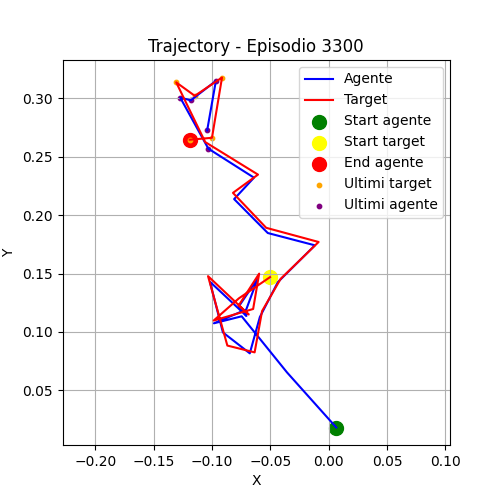 Trajectory - Episodio 3300
Agente
Target
Start agente
Start target
End agente
Ultimi target
Ultimi agente
Y
0.30
0.25
0.20
0.15
0.10
0.05
−0.20
−0.15
−0.10
−0.05
0.00
0.05
0.10
X